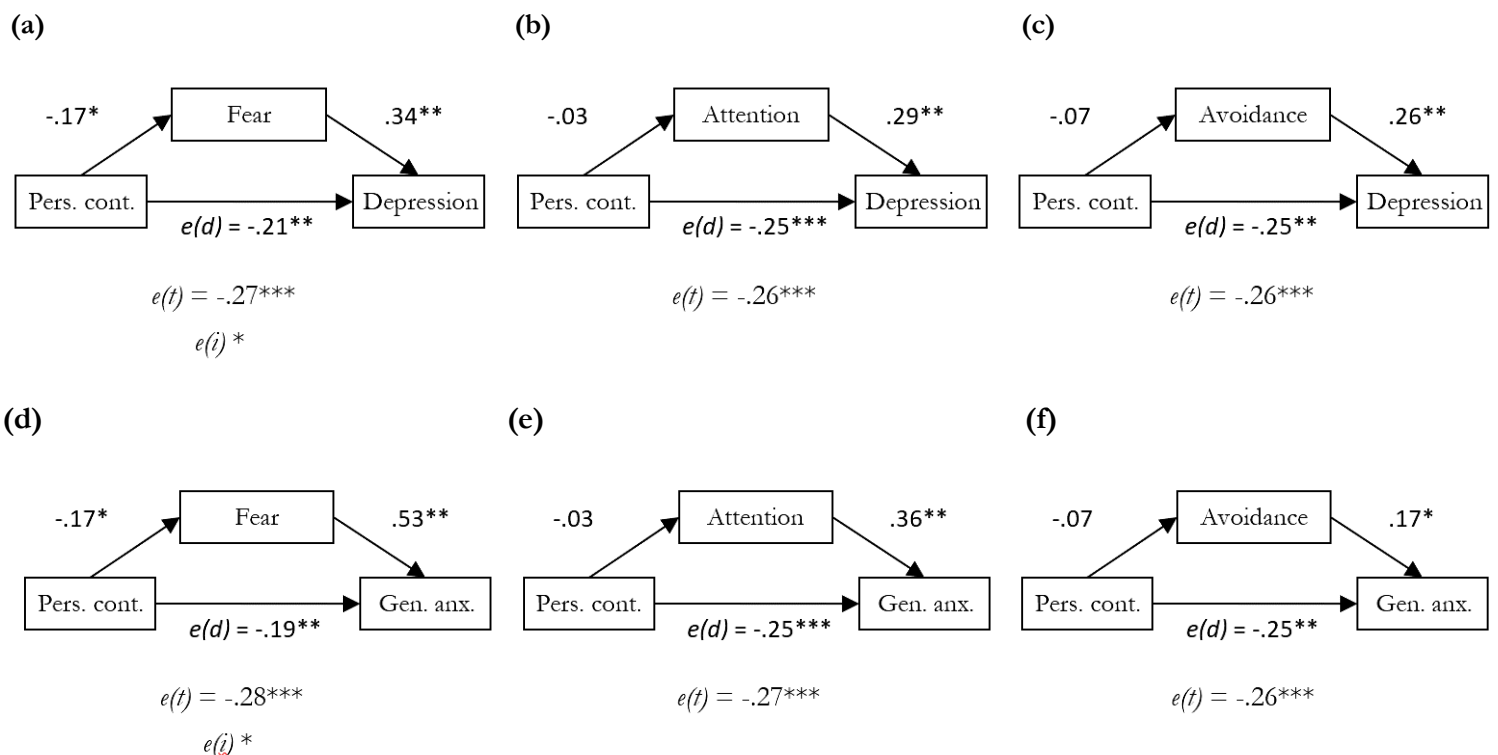 (a) (b) (c)
-.17* Fear .34** -.03 Attention .29** -.07 Avoidance .26**
Pers. cont. Depression Pers. cont. Depression Pers. cont. Depression
e(d) = -.21** e(d) = -.25*** e(d) = -.25**
e(t) = -.27*** e(t) = -.26*** e(t) = -.26***
e(i) *
(d) (e) (f)
-.17* Fear .53** -.03 Attention .36** -.07 Avoidance .17*
Pers. cont. Gen. anx. Pers. cont. Gen. anx. Pers. cont. Gen. anx.
e(d) = -.19** e(d) = -.25*** e(d) = -.25**
e(t) = -.28*** e(t) = -.27*** e(t) = -.26***
e(i) *